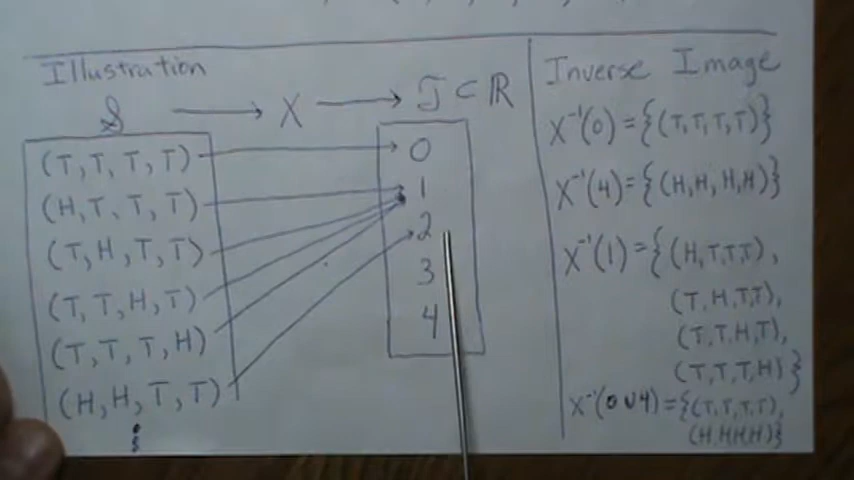 Illustration
S → X → T ⊂ ℝ
(T, T, T, T)
(H, T, T, T)
(T, H, T, T)
(T, T, H, T)
(T, T, T, H)
(H, H, T, T)
⋮
0
1
2
3
4
Inverse Image
X⁻¹(0) = {(T, T, T, T)}
X⁻¹(4) = {(H, H, H, H)}
X⁻¹(1) = {(H, T, T, T),
(T, H, T, T),
(T, T, H, T),
(T, T, T, H)}
X⁻¹(0 ∪ 4) = {(T, T, T, T),
(H, H, H, H)}